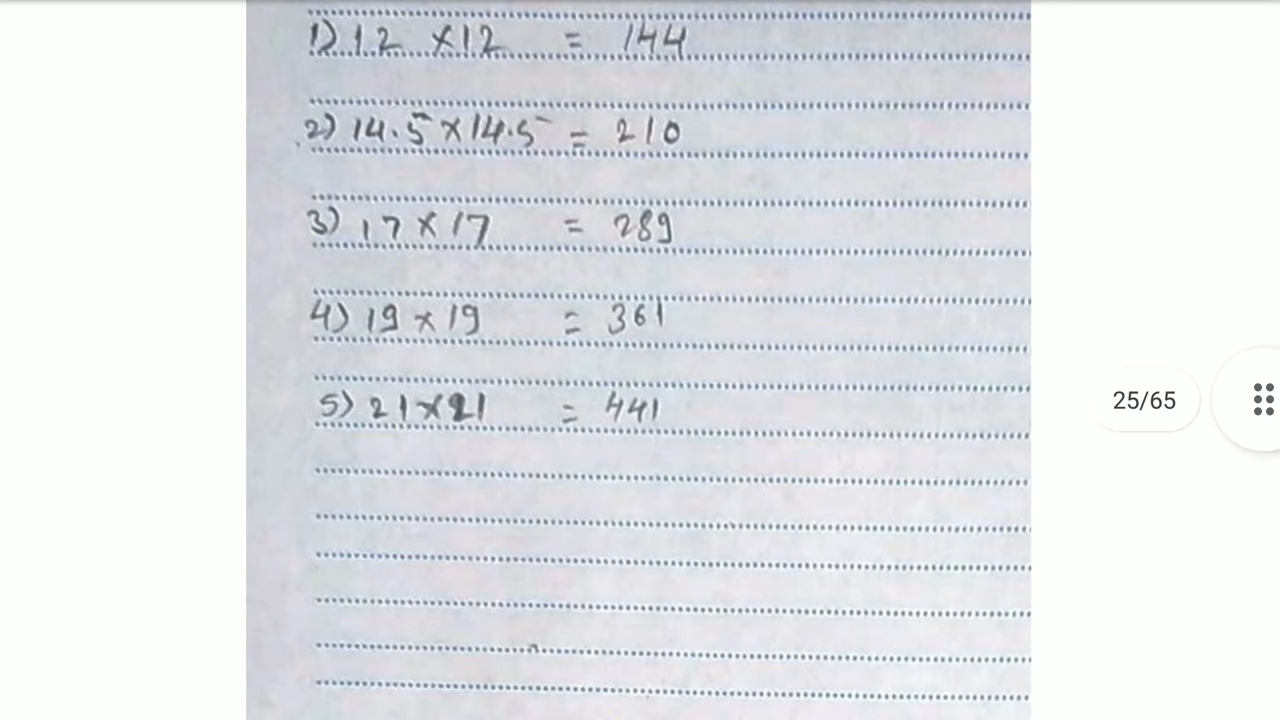 1) 12 ×12 = 144
2) 14.5 ×14.5 = 210
3) 17 × 17 = 289
4) 19 × 19 = 361
5) 21×21 = 441
25/65